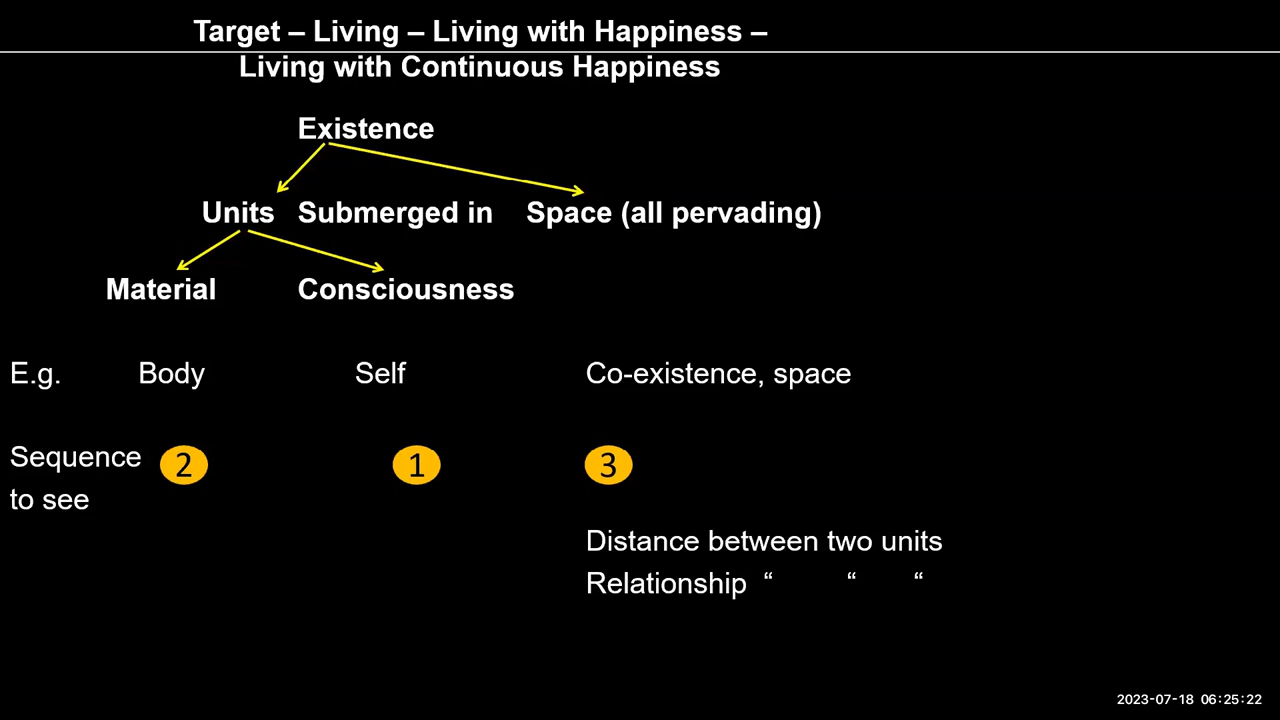 Target – Living – Living with Happiness –
Living with Continuous Happiness
Existence
Units Submerged in Space (all pervading)
Material Consciousness
E.g. Body Self Co-existence, space
Sequence 2 1 3
to see
Distance between two units
Relationship “ “ “
2023-07-18 06:25:22